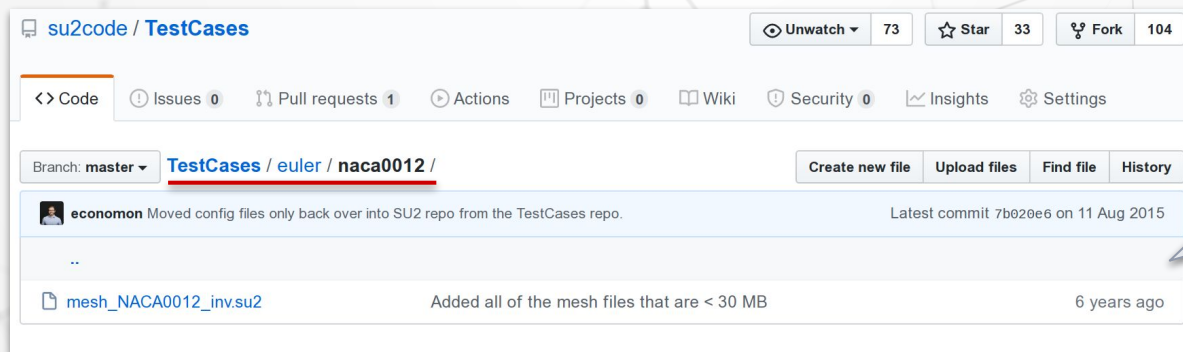 su2code / TestCases
Unwatch 73 Star 33 Fork 104
Code Issues 0 Pull requests 1 Actions Projects 0 Wiki Security 0 Insights Settings
Branch: master TestCases / euler / naca0012 / Create new file Upload files Find file History
economon Moved config files only back over into SU2 repo from the TestCases repo. Latest commit 7b020e6 on 11 Aug 2015
..
mesh_NACA0012_inv.su2 Added all of the mesh files that are < 30 MB 6 years ago